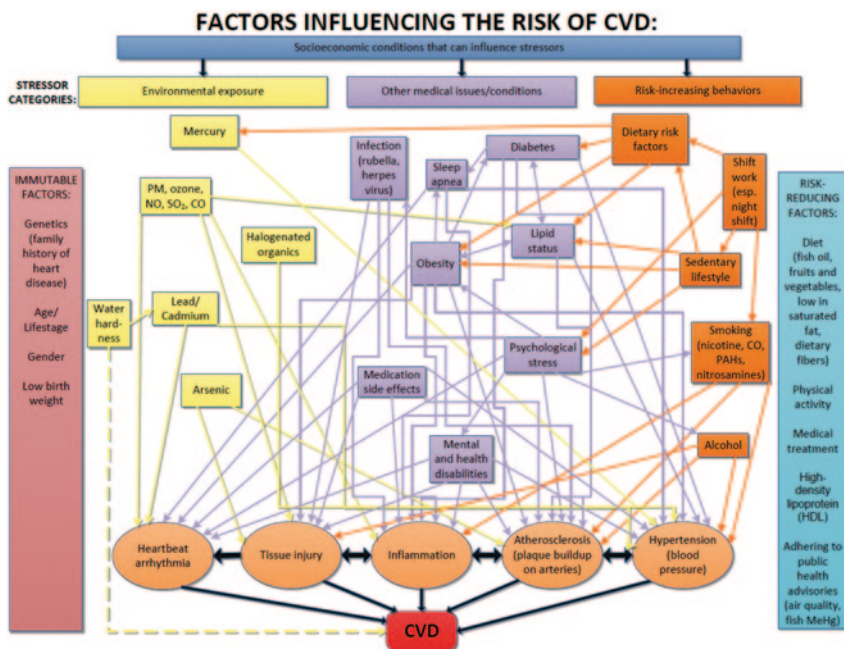 FACTORS INFLUENCING THE RISK OF CVD:
Socioeconomic conditions that can influence stressors
STRESSOR
CATEGORIES:
Environmental exposure
Other medical issues/conditions
Risk-increasing behaviors
Mercury
Infection
(rubella,
herpes
virus)
Sleep
apnea
Diabetes
Dietary risk
factors
Shift
work
(esp.
night
shift)
IMMUTABLE
FACTORS:
Genetics
(family
history of
heart
disease)
Age/
Lifestage
Gender
Low birth
weight
PM, ozone,
NO, SO₂, CO
Halogenated
organics
Obesity
Lipid
status
Sedentary
lifestyle
Water
hard-
ness
Lead/
Cadmium
Arsenic
Medication
side effects
Psychological
stress
Smoking
(nicotine, CO,
PAHs,
nitrosamines)
Mental
and health
disabilities
Alcohol
RISK-
REDUCING
FACTORS:
Diet
(fish oil,
fruits and
vegetables,
low in
saturated
fat,
dietary
fibers)
Physical
activity
Medical
treatment
High-
density
lipoprotein
(HDL)
Adhering to
public
health
advisories
(air quality,
fish MeHg)
Heartbeat
arrhythmia
Tissue injury
Inflammation
Atherosclerosis
(plaque buildup
on arteries)
Hypertension
(blood
pressure)
CVD